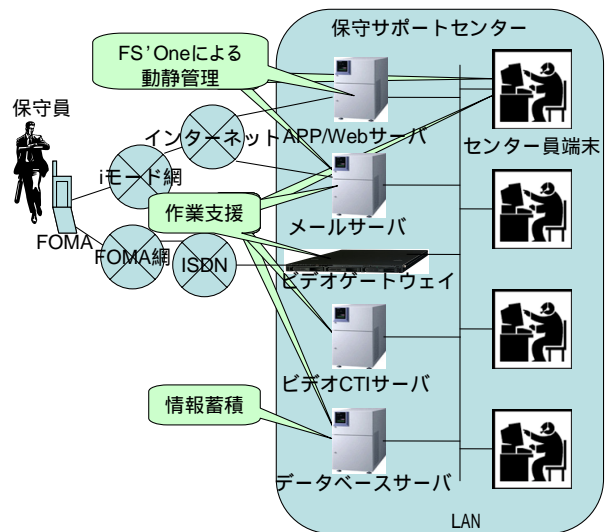 保守サポートセンター
FS’Oneによる
動静管理
保守員
インターネット
APP/Webサーバ
センター員端末
iモード網
作業支援
メールサーバ
FOMA
FOMA網
ISDN
ビデオゲートウェイ
ビデオCTIサーバ
情報蓄積
データベースサーバ
LAN